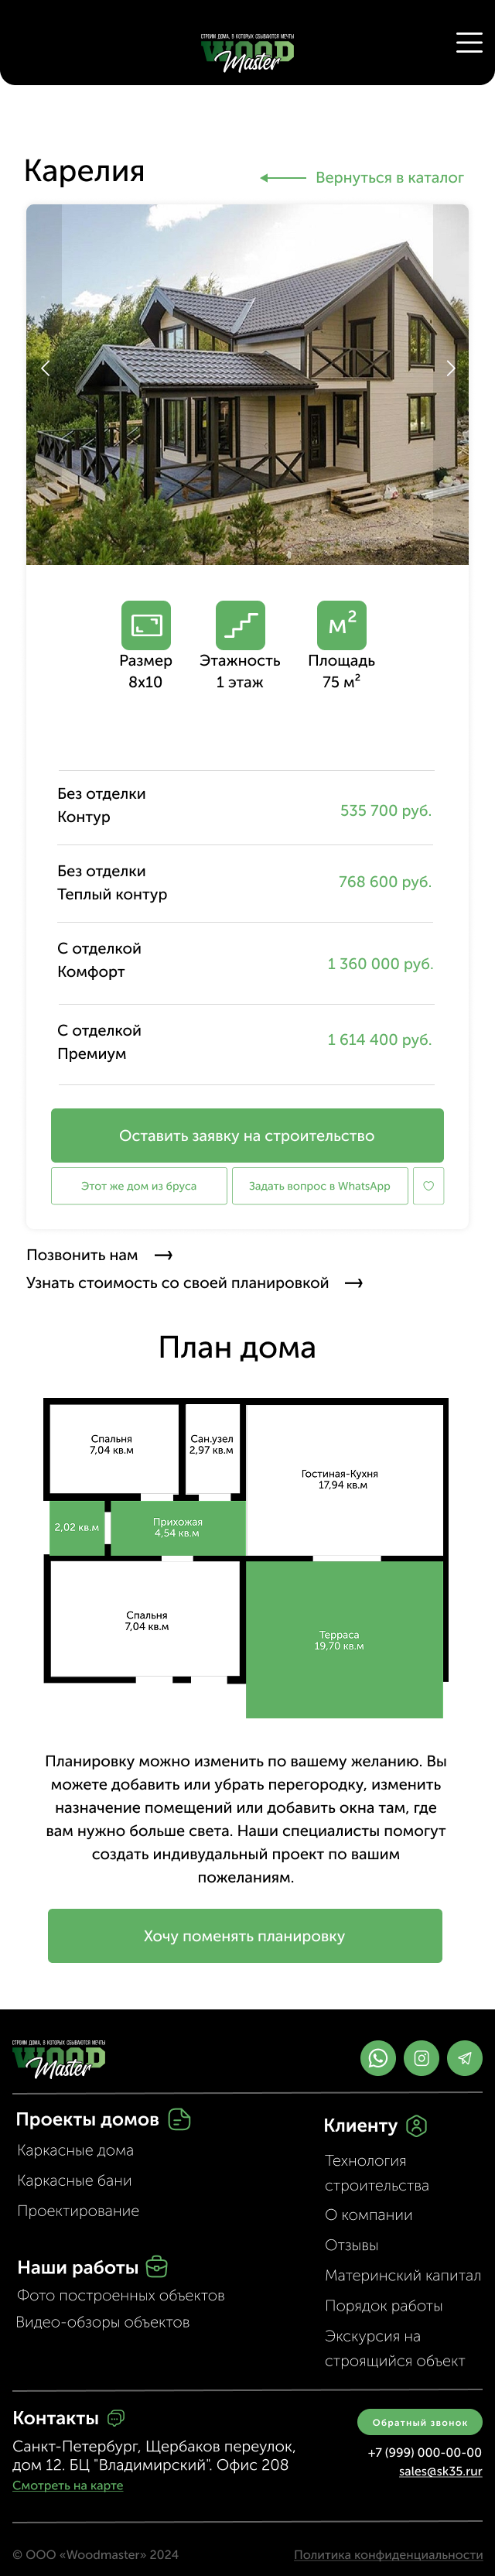 СТРОИМ ДОМА, В КОТОРЫХ СБЫВАЮТСЯ МЕЧТЫ
WOOD
Master
Карелия
Вернуться в каталог
Размер
8х10
Этажность
1 этаж
м²
Площадь
75 м²
Без отделки
Контур
535 700 руб.
Без отделки
Теплый контур
768 600 руб.
С отделкой
Комфорт
1 360 000 руб.
С отделкой
Премиум
1 614 400 руб.
Оставить заявку на строительство
Этот же дом из бруса
Задать вопрос в WhatsApp
Позвонить нам
Узнать стоимость со своей планировкой
План дома
Спальня
7,04 кв.м
Сан.узел
2,97 кв.м
Гостиная-Кухня
17,94 кв.м
2,02 кв.м
Прихожая
4,54 кв.м
Спальня
7,04 кв.м
Терраса
19,70 кв.м
Планировку можно изменить по вашему желанию. Вы
можете добавить или убрать перегородку, изменить
назначение помещений или добавить окна там, где
вам нужно больше света. Наши специалисты помогут
создать индивудальный проект по вашим
пожеланиям.
Хочу поменять планировку
СТРОИМ ДОМА, В КОТОРЫХ СБЫВАЮТСЯ МЕЧТЫ
WOOD
Master
Проекты домов
Каркасные дома
Каркасные бани
Проектирование
Наши работы
Фото построенных объектов
Видео-обзоры объектов
Клиенту
Технология
строительства
О компании
Отзывы
Материнский капитал
Порядок работы
Экскурсия на
строящийся объект
Контакты
Санкт-Петербург, Щербаков переулок,
дом 12. БЦ "Владимирский". Офис 208
Смотреть на карте
Обратный звонок
+7 (999) 000-00-00
sales@sk35.rur
© ООО «Woodmaster» 2024
Политика конфиденциальности